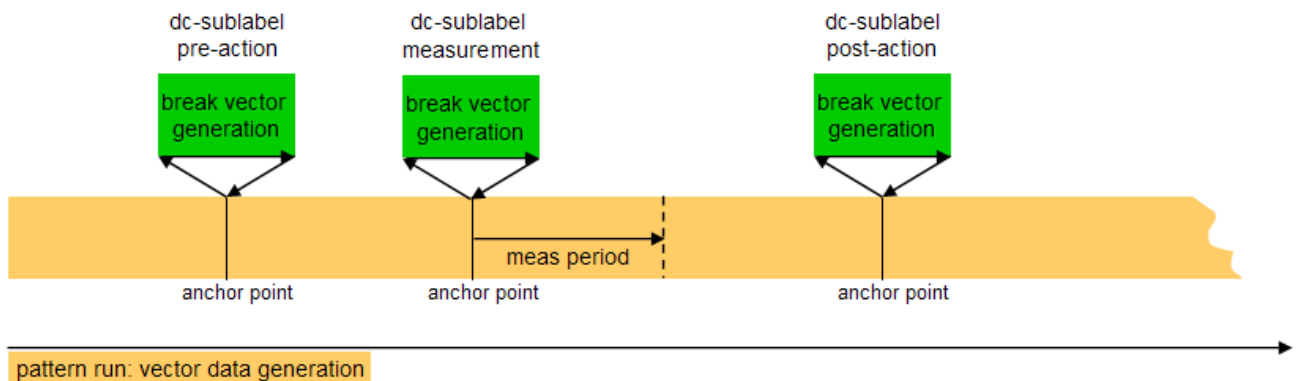 dc-sublabel
pre-action
dc-sublabel
measurement
dc-sublabel
post-action
break vector
generation
break vector
generation
break vector
generation
meas period
anchor point
anchor point
anchor point
pattern run: vector data generation